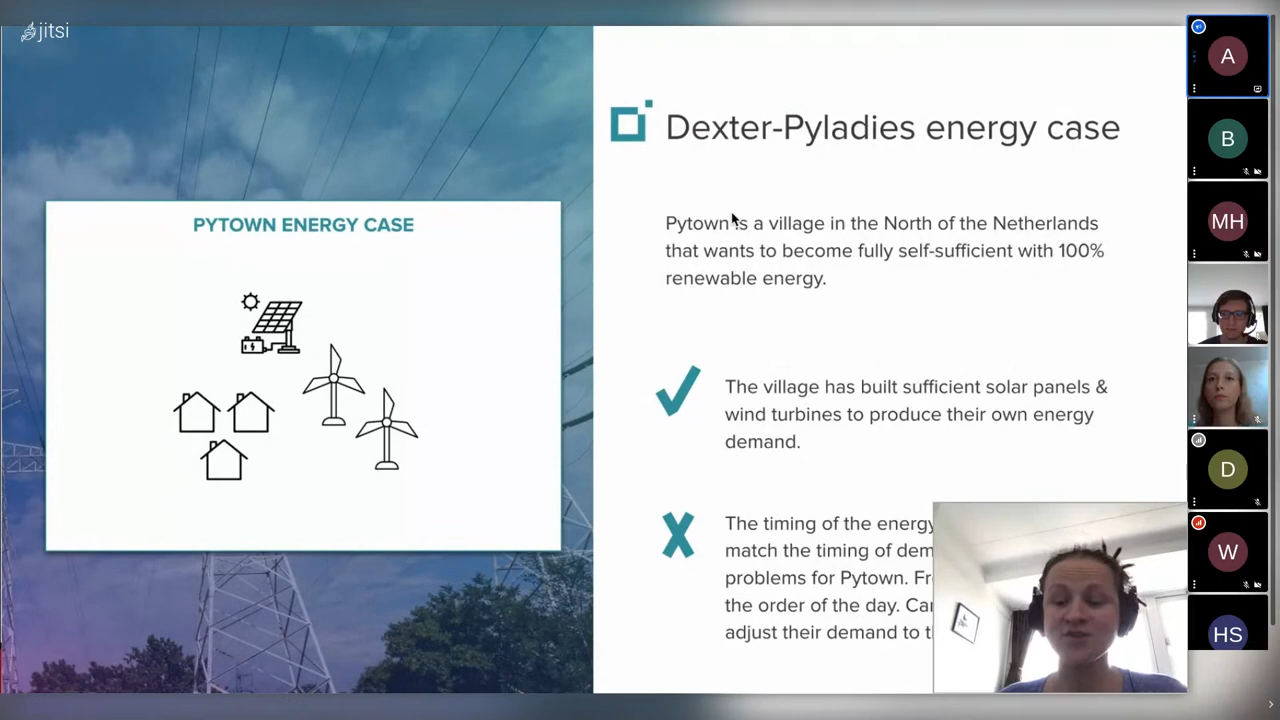 jitsi
Dexter-Pyladies energy case
PYTOWN ENERGY CASE
Pytown is a village in the North of the Netherlands
that wants to become fully self-sufficient with 100%
renewable energy.
The village has built sufficient solar panels &
wind turbines to produce their own energy
demand.
The timing of the energy
match the timing of dem
problems for Pytown. Fr
the order of the day. Car
adjust their demand to t
A
B
MH
D
W
HS